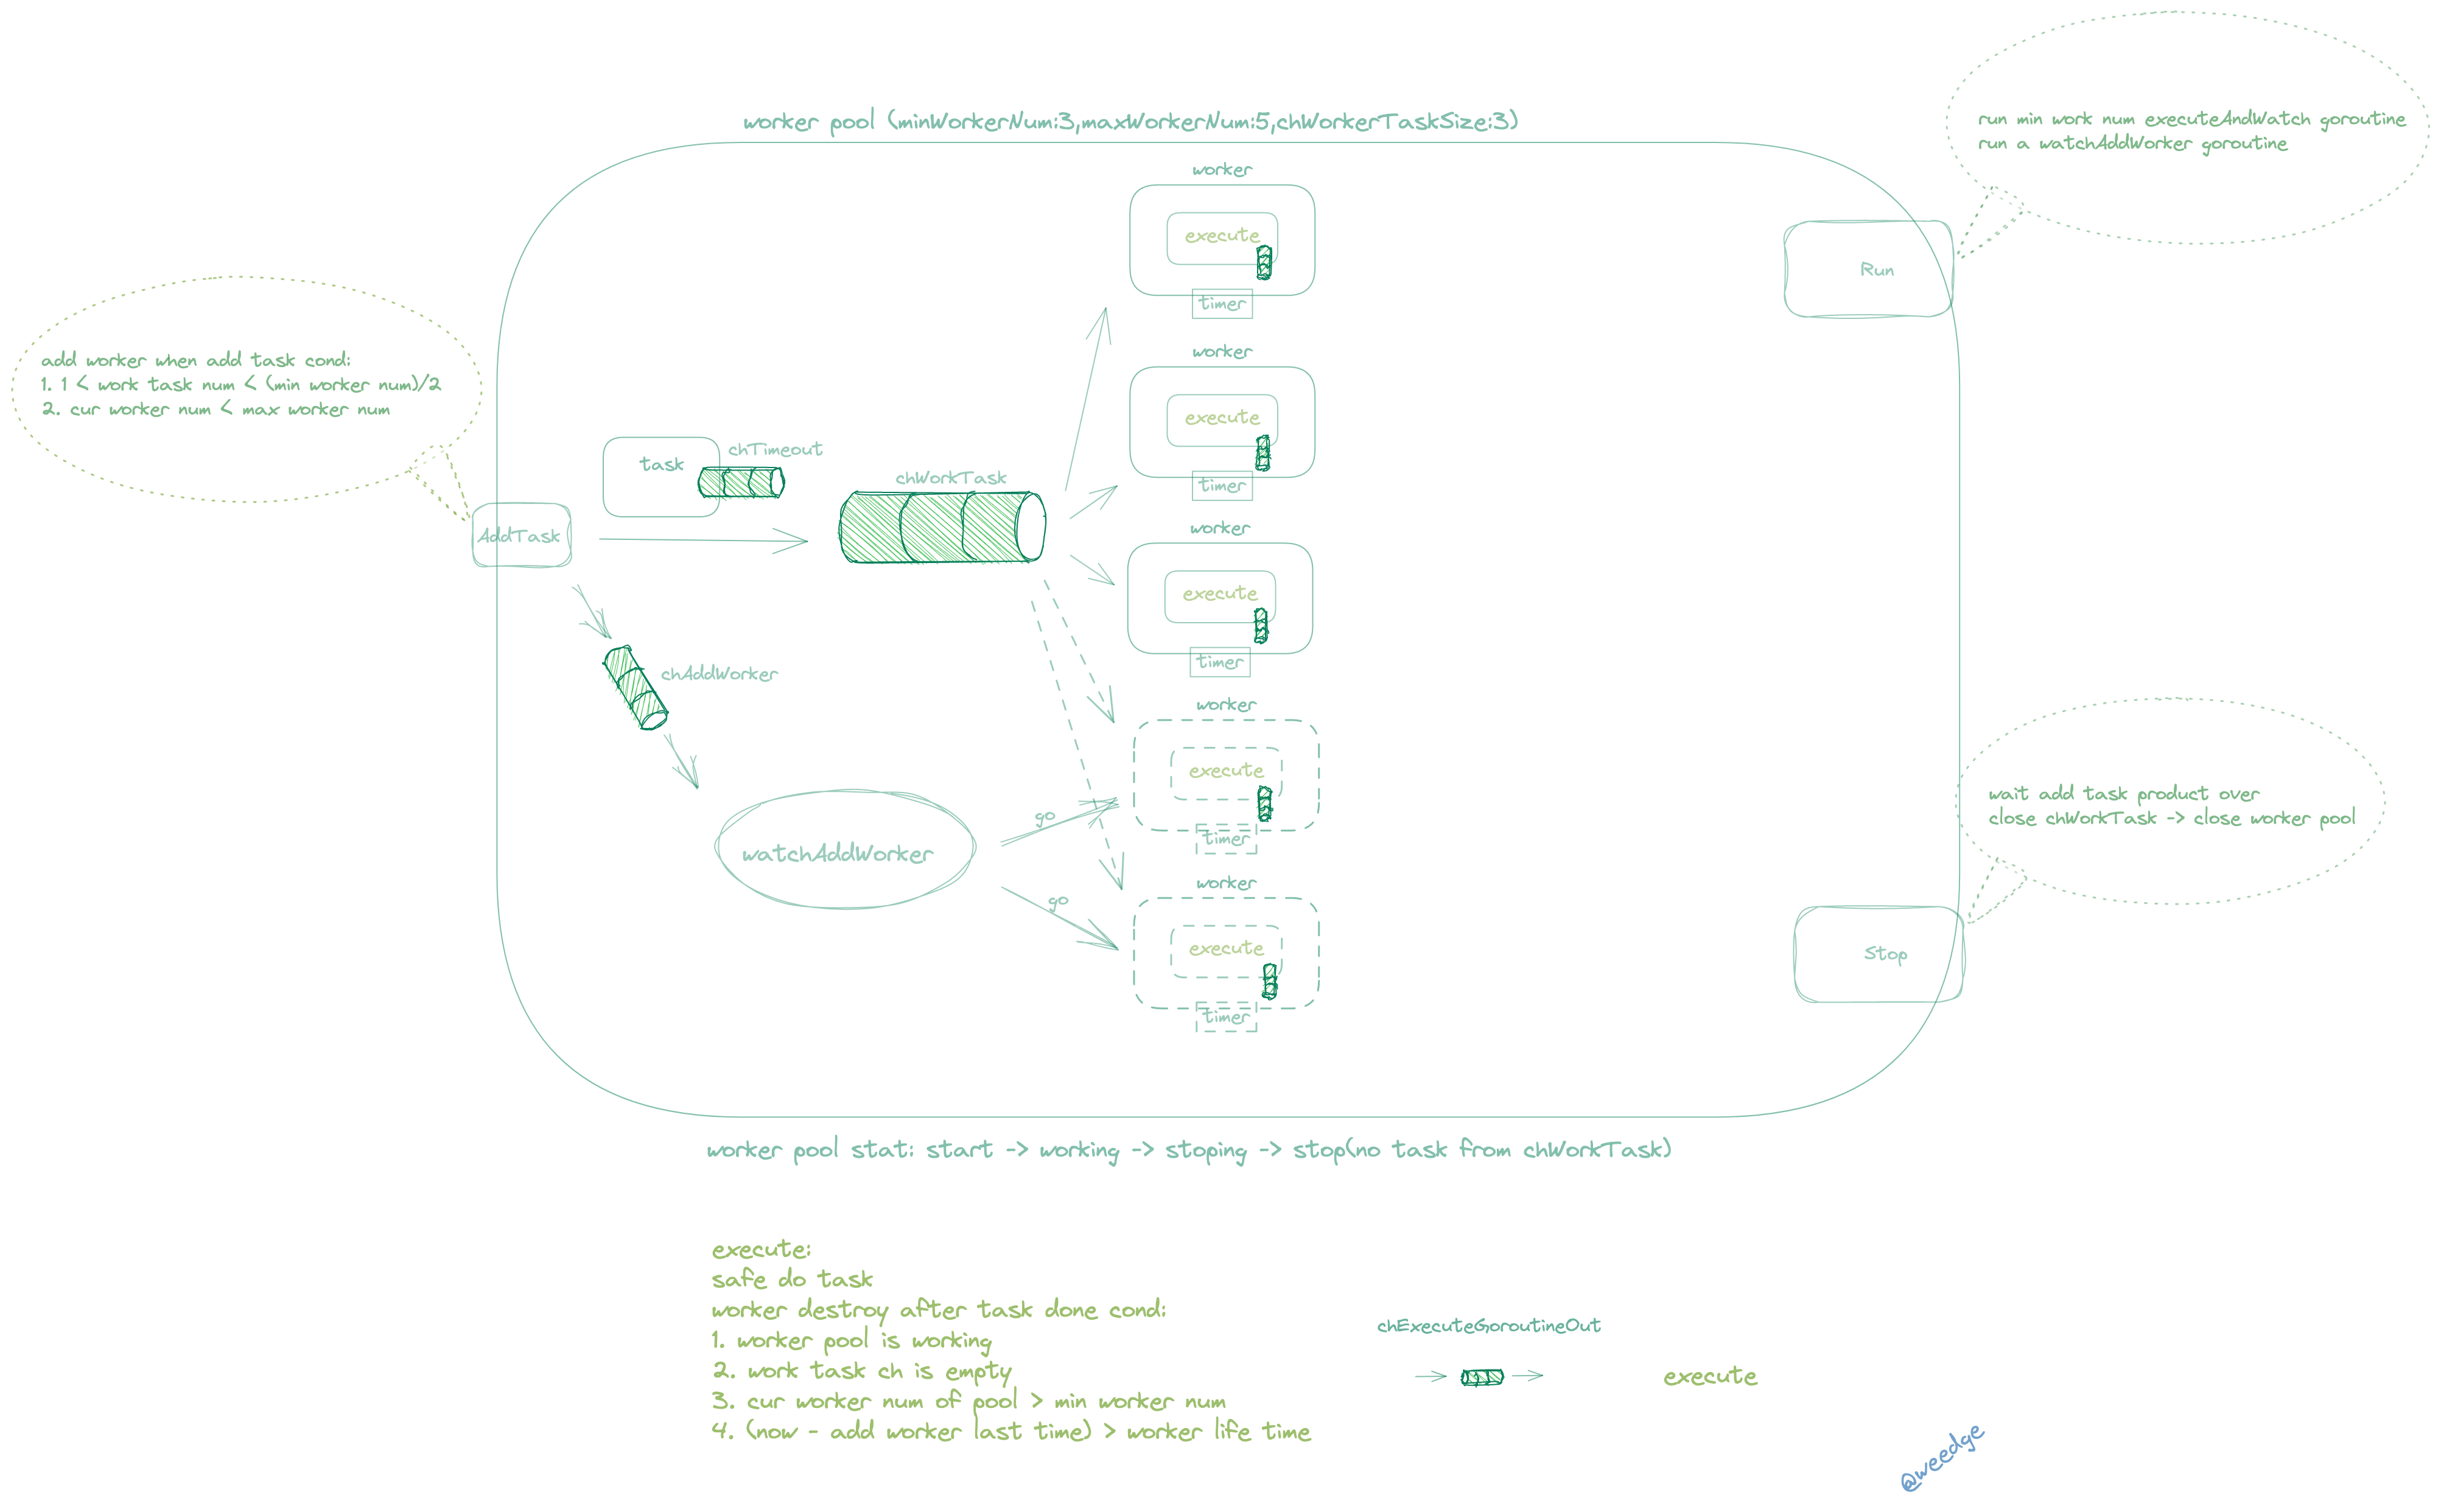 worker pool (minWorkerNum:3,maxWorkerNum:5,chWorkerTaskSize:3)
run min work num executeAndWatch goroutine
run a watchAddWorker goroutine
Run
add worker when add task cond:
1. 1 < work task num < (min worker num)/2
2. cur worker num < max worker num
AddTask
task
chTimeout
chWorkTask
chAddWorker
watchAddWorker
go
go
worker
execute
timer
worker
execute
timer
worker
execute
timer
worker
execute
timer
worker
execute
timer
wait add task product over
close chWorkTask -> close worker pool
Stop
worker pool stat: start -> working -> stoping -> stop(no task from chWorkTask)
execute:
safe do task
worker destroy after task done cond:
1. worker pool is working
2. work task ch is empty
3. cur worker num of pool > min worker num
4. (now - add worker last time) > worker life time
chExecuteGoroutineOut
execute
@weedge